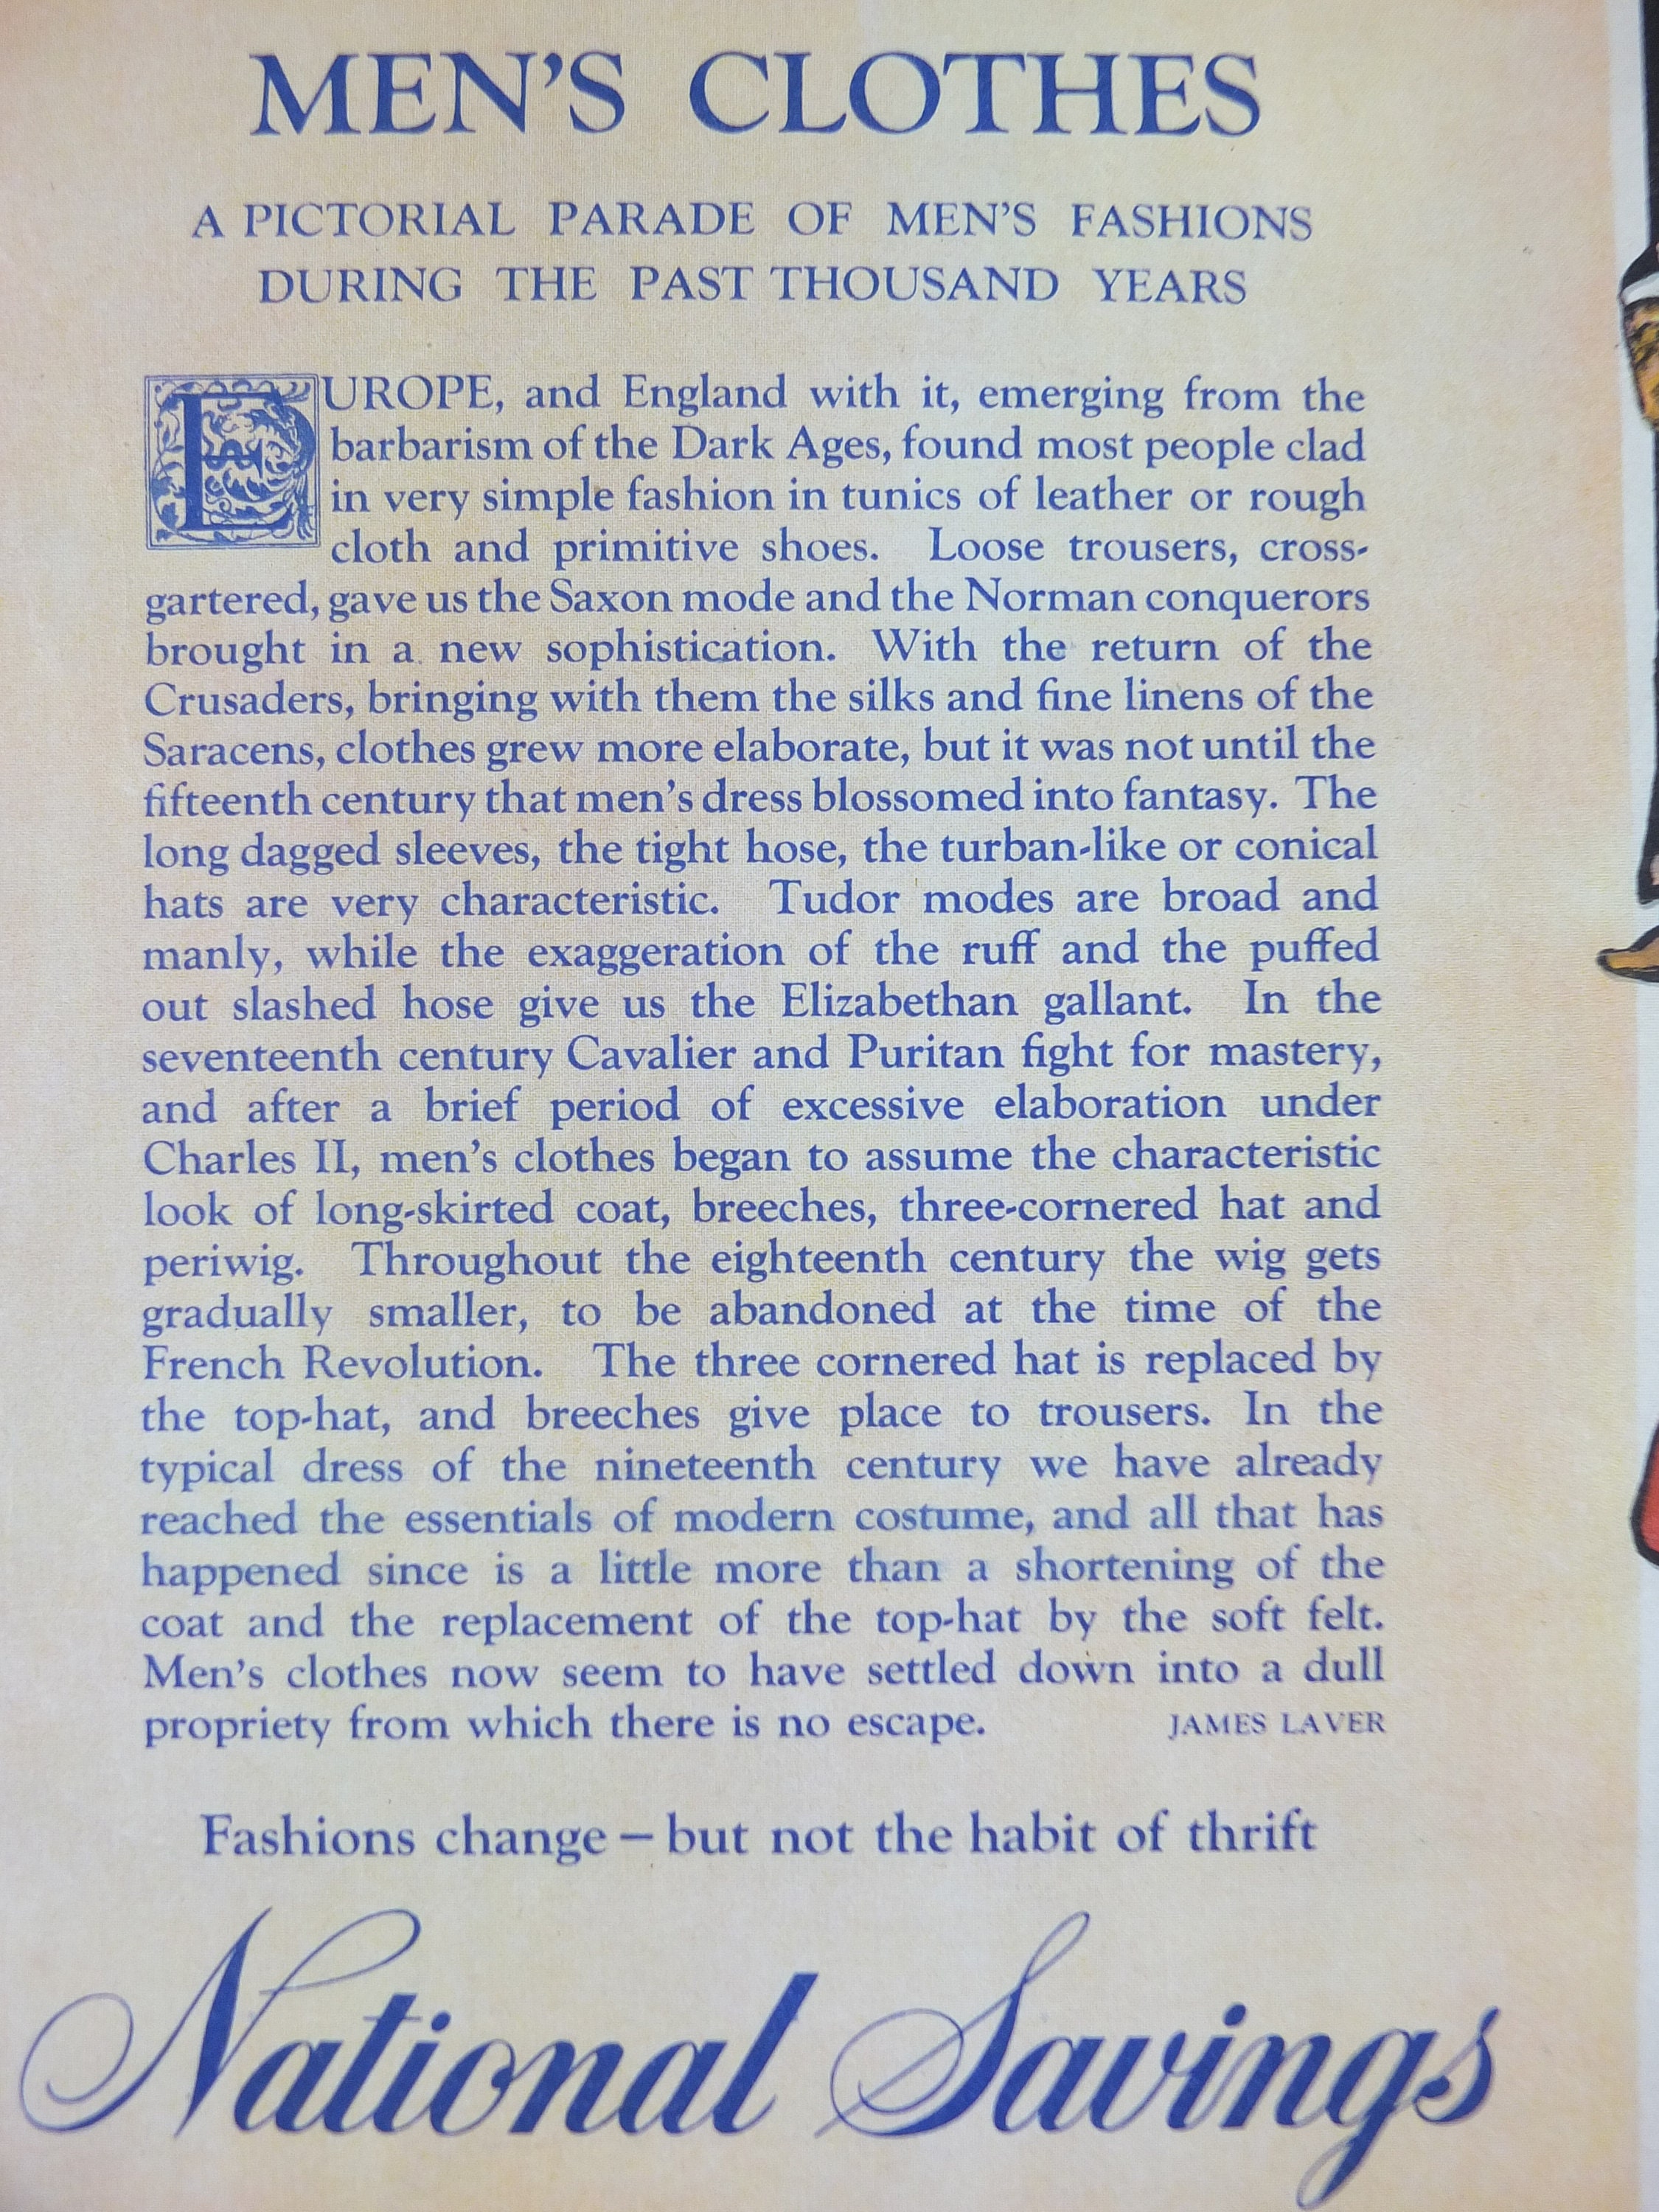 MEN'S CLOTHES
A PICTORIAL PARADE OF MEN'S FASHIONS
DURING THE PAST THOUSAND YEARS
EUROPE, and England with it, emerging from the
barbarism of the Dark Ages, found most people clad
in very simple fashion in tunics of leather or rough
cloth and primitive shoes. Loose trousers, cross-
gartered, gave us the Saxon mode and the Norman conquerors
brought in a new sophistication. With the return of the
Crusaders, bringing with them the silks and fine linens of the
Saracens, clothes grew more elaborate, but it was not until the
fifteenth century that men's dress blossomed into fantasy. The
long dagged sleeves, the tight hose, the turban-like or conical
hats are very characteristic. Tudor modes are broad and
manly, while the exaggeration of the ruff and the puffed
out slashed hose give us the Elizabethan gallant. In the
seventeenth century Cavalier and Puritan fight for mastery,
and after a brief period of excessive elaboration under
Charles II, men's clothes began to assume the characteristic
look of long-skirted coat, breeches, three-cornered hat and
periwig. Throughout the eighteenth century the wig gets
gradually smaller, to be abandoned at the time of the
French Revolution. The three cornered hat is replaced by
the top-hat, and breeches give place to trousers. In the
typical dress of the nineteenth century we have already
reached the essentials of modern costume, and all that has
happened since is a little more than a shortening of the
coat and the replacement of the top-hat by the soft felt.
Men's clothes now seem to have settled down into a dull
propriety from which there is no escape. JAMES LAVER
Fashions change – but not the habit of thrift
National Savings